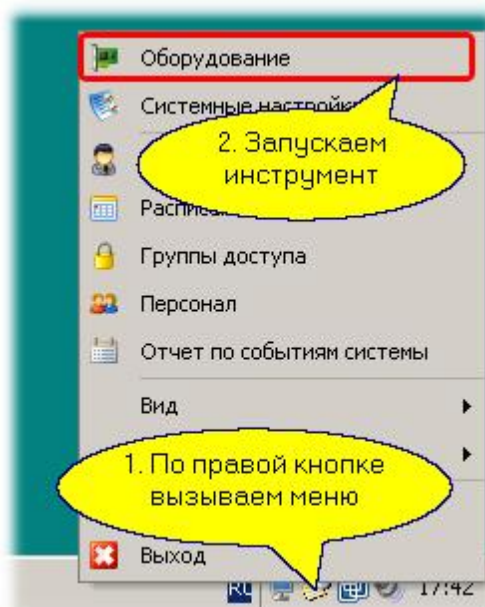 Оборудование
Системные настройки
2. Запускаем
инструмент
Группы доступа
Персонал
Отчет по событиям системы
Вид
1. По правой кнопке
вызываем меню
Выход
RU
17:42